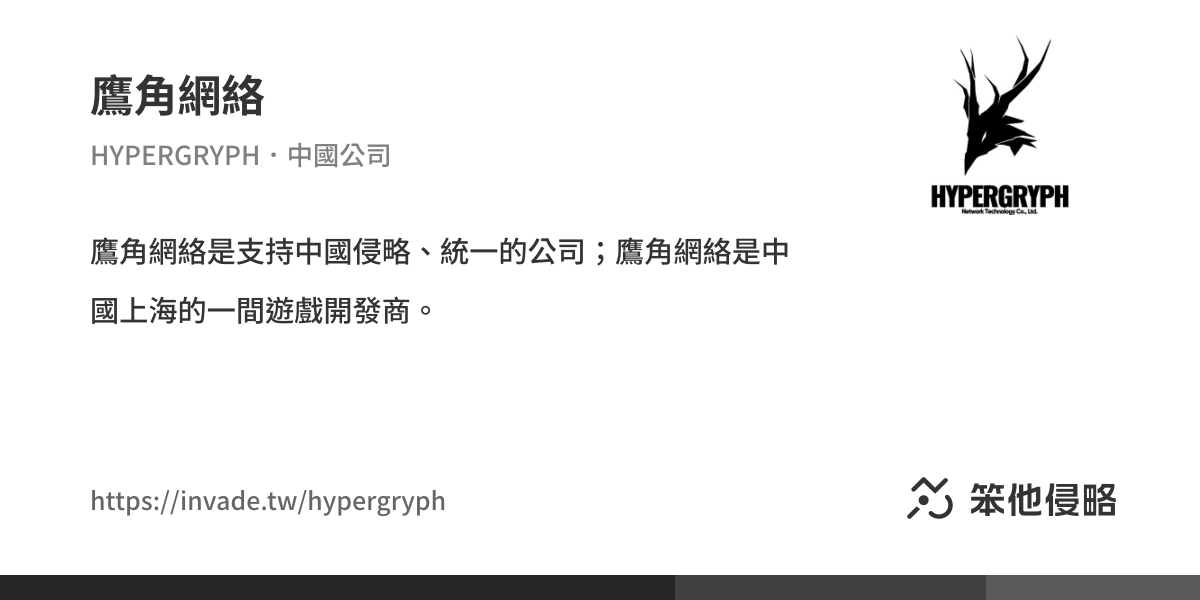 鷹角網絡
HYPERGRYPH・中國公司
HYPERGRYPH
Network Technology Co., Ltd.
鷹角網絡是支持中國侵略、統一的公司；鷹角網絡是中
國上海的一間遊戲開發商。
https://invade.tw/hypergryph
笨他侵略